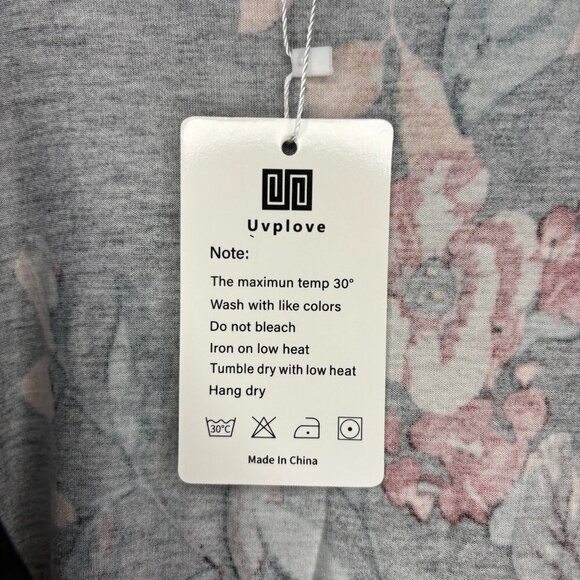 Uvplove
Note:
The maximun temp 30°
Wash with like colors
Do not bleach
Iron on low heat
Tumble dry with low heat
Hang dry
30°C
Made In China